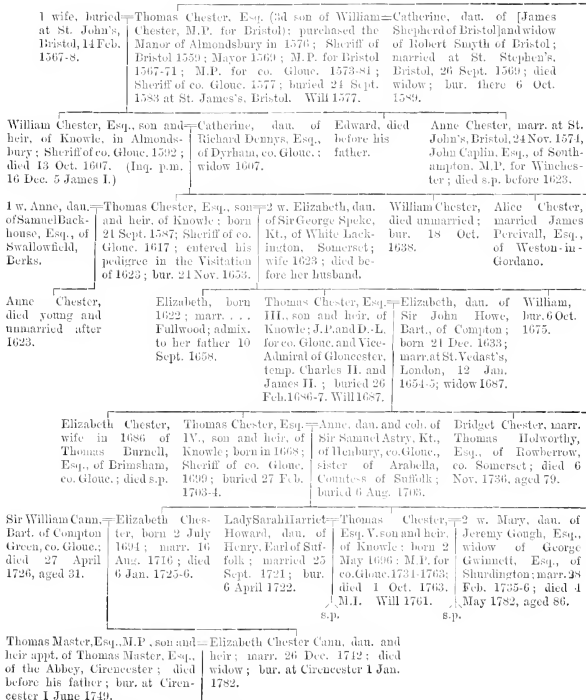 1 wife, buried
at St. John's,
Bristol, 14 Feb.
1567-8.
Thomas Chester, Esq. (3d son of William
Chester, M.P. for Bristol): purchased the
Manor of Almondsbury in 1576; Sheriff of
Bristol 1559; Mayor 1569; M.P. for Bristol
1567-71; M.P. for co. Glouc. 1573-84;
Sheriff of co. Glouc. 1577; buried 24 Sept.
1583 at St. James's, Bristol. Will 1577.
Catherine, dau. of [James
Shepherd of Bristol] and widow
of Robert Smyth of Bristol;
married at St. Stephen's,
Bristol, 26 Sept. 1569; died
widow; bur. there 6 Oct.
1589.
William Chester, Esq., son and
heir, of Knowle, in Almonds-
bury; Sheriff of co. Glouc. 1592;
died 13 Oct. 1607. (Inq. p.m.
16 Dec. 5 James I.)
Catherine, dau. of
Richard Dennys, Esq.,
of Dyrham, co. Glouc.;
widow 1607.
Edward, died
before his
father.
Anne Chester, marr. at St.
John's, Bristol, 24 Nov. 1574,
John Caplin, Esq., of South-
ampton, M.P. for Winches-
ter; died s.p. before 1623.
1 w. Anne, dau.
of Samuel Back-
house, Esq., of
Swallowfield,
Berks.
Thomas Chester, Esq., son
and heir, of Knowle; born
21 Sept. 1587; Sheriff of co.
Glouc. 1617; entered his
pedigree in the Visitation
of 1623; bur. 24 Nov. 1653.
2 w. Elizabeth, dau.
of Sir George Speke,
Kt., of White Lack-
ington, Somerset;
wife 1623; died be-
fore her husband.
William Chester,
died unmarried;
bur. 18 Oct.
1638.
Alice Chester,
married James
Percivall, Esq.,
of Weston-in-
Gordano.
Anne Chester,
died young and
unmarried after
1623.
Elizabeth, born
1622; marr. . . .
Fullwood; admix.
to her father 10
Sept. 1658.
Thomas Chester, Esq.
III., son and heir, of
Knowle; J.P. and D.-L.
for co. Glouc. and Vice-
Admiral of Gloucester,
temp. Charles II. and
James II.; buried 26
Feb. 1686-7. Will 1687.
Elizabeth, dau. of
Sir John Howe,
Bart., of Compton;
born 21 Dec. 1633;
marr. at St. Vedast's,
London, 12 Jan.
1654-5; widow 1687.
William,
bur. 6 Oct.
1675.
Elizabeth Chester,
wife in 1686 of
Thomas Burnell,
Esq., of Brimsham,
co. Glouc.; died s.p.
Thomas Chester, Esq.
IV., son and heir, of
Knowle; born in 1668;
Sheriff of co. Glouc.
1699; buried 27 Feb.
1703-4.
Anne, dau. and coh. of
Sir Samuel Astry, Kt.,
of Henbury, co. Glouc.,
sister of Arabella,
Countess of Suffolk;
buried 6 Aug. 1703.
Bridget Chester, marr.
Thomas Holworthy,
Esq., of Rowberrow,
co. Somerset; died 6
Nov. 1736, aged 79.
Sir William Cann,
Bart. of Compton
Green, co. Glouc.;
died 27 April
1726, aged 31.
Elizabeth Ches-
ter, born 2 July
1694; marr. 16
Aug. 1716; died
6 Jan. 1725-6.
Lady Sarah Harriet
Howard, dau. of
Henry, Earl of Suf-
folk; married 25
Sept. 1721; bur.
6 April 1722.
s.p.
Thomas Chester,
Esq. V. son and heir,
of Knowle; born 2
May 1696; M.P. for
co. Glouc. 1734-1763;
died 1 Oct. 1763.
M.I. Will 1761.
s.p.
2 w. Mary, dau. of
Jeremy Gough, Esq.,
widow of George
Gwinnett, Esq., of
Shurdington; marr. 28
Feb. 1735-6; died 4
May 1782, aged 86.
Thomas Master, Esq., M.P., son and
heir appt. of Thomas Master, Esq.,
of the Abbey, Cirencester; died
before his father; bur. at Ciren-
cester 1 June 1749.
Elizabeth Chester Cann, dau. and
heir; marr. 26 Dec. 1742; died
widow; bur. at Cirencester 1 Jan.
1782.